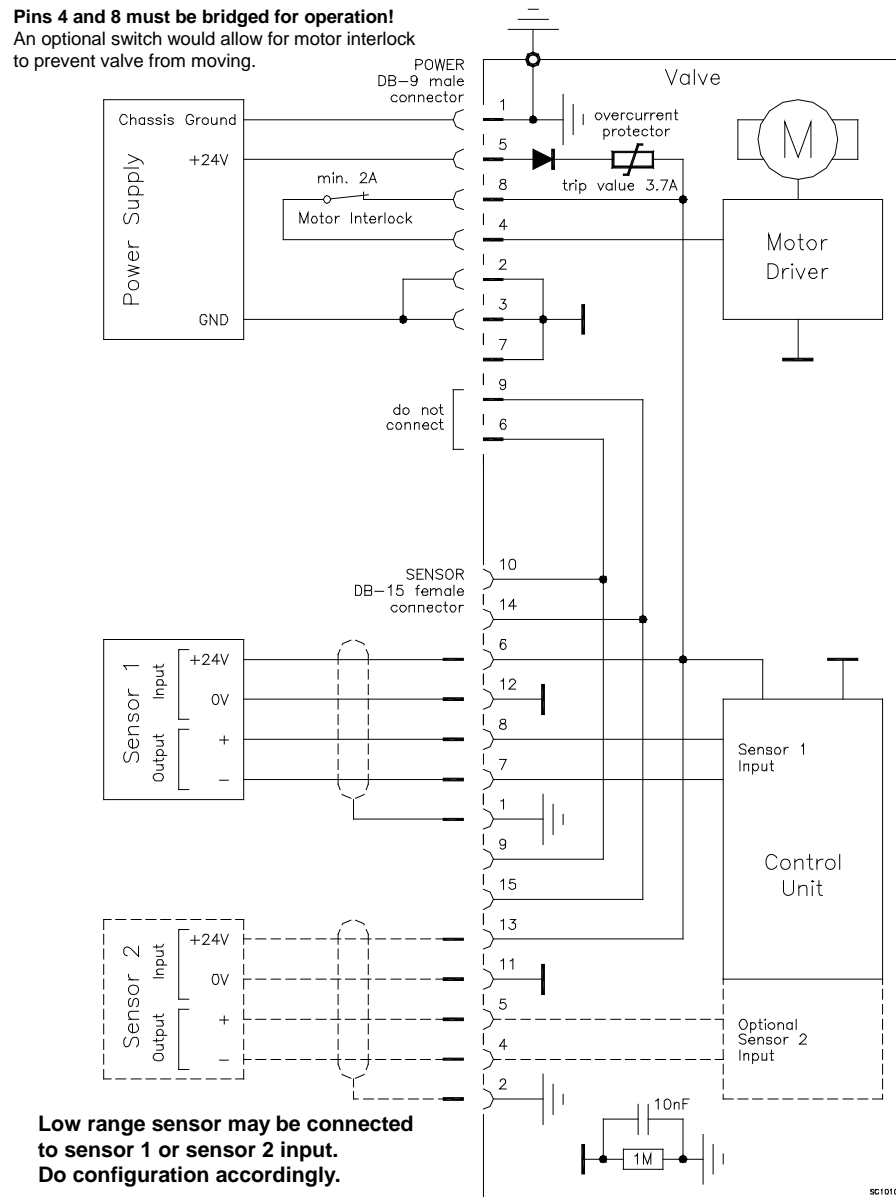 Pins 4 and 8 must be bridged for operation!
An optional switch would allow for motor interlock
to prevent valve from moving.
POWER
DB-9 male
connector
Valve
Chassis Ground
1
overcurrent
protector
M
Power Supply
+24V
5
min. 2A
8
trip value 3.7A
Motor Interlock
4
Motor
Driver
2
GND
3
7
9
do not
connect
6
SENSOR
DB-15 female
connector
10
14
Sensor 1
Input
+24V
6
0V
12
Output
+
8
Sensor 1
Input
-
7
1
9
Control
Unit
15
13
Sensor 2
Input
+24V
0V
11
Output
+
5
Optional
Sensor 2
Input
-
4
2
10nF
1M
Low range sensor may be connected
to sensor 1 or sensor 2 input.
Do configuration accordingly.